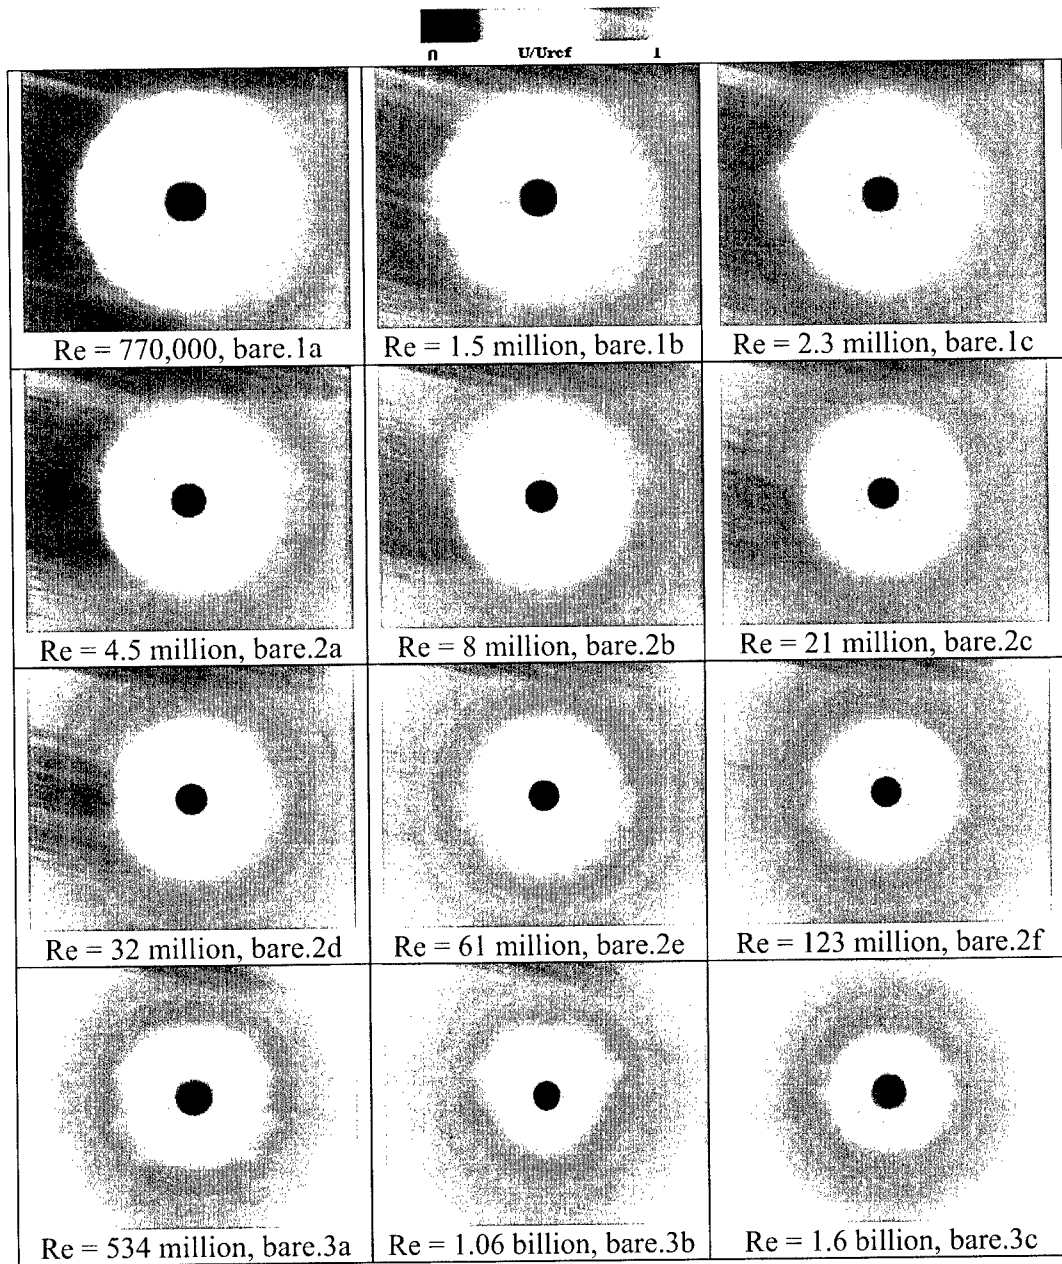 0 U/Uref 1
Re = 770,000, bare.1a
Re = 1.5 million, bare.1b
Re = 2.3 million, bare.1c
Re = 4.5 million, bare.2a
Re = 8 million, bare.2b
Re = 21 million, bare.2c
Re = 32 million, bare.2d
Re = 61 million, bare.2e
Re = 123 million, bare.2f
Re = 534 million, bare.3a
Re = 1.06 billion, bare.3b
Re = 1.6 billion, bare.3c